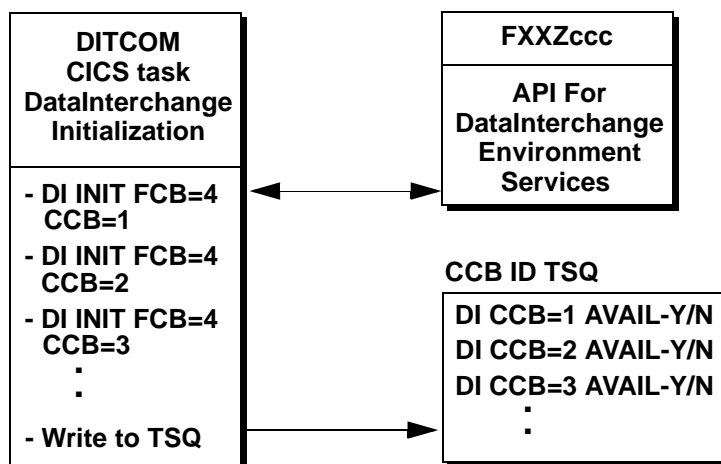 DITCOM
CICS task
DataInterchange
Initialization
- DI INIT FCB=4
CCB=1
- DI INIT FCB=4
CCB=2
- DI INIT FCB=4
CCB=3
.
.
- Write to TSQ
FXXZccc
API For
DataInterchange
Environment
Services
CCB ID TSQ
DI CCB=1 AVAIL-Y/N
DI CCB=2 AVAIL-Y/N
DI CCB=3 AVAIL-Y/N
.
.